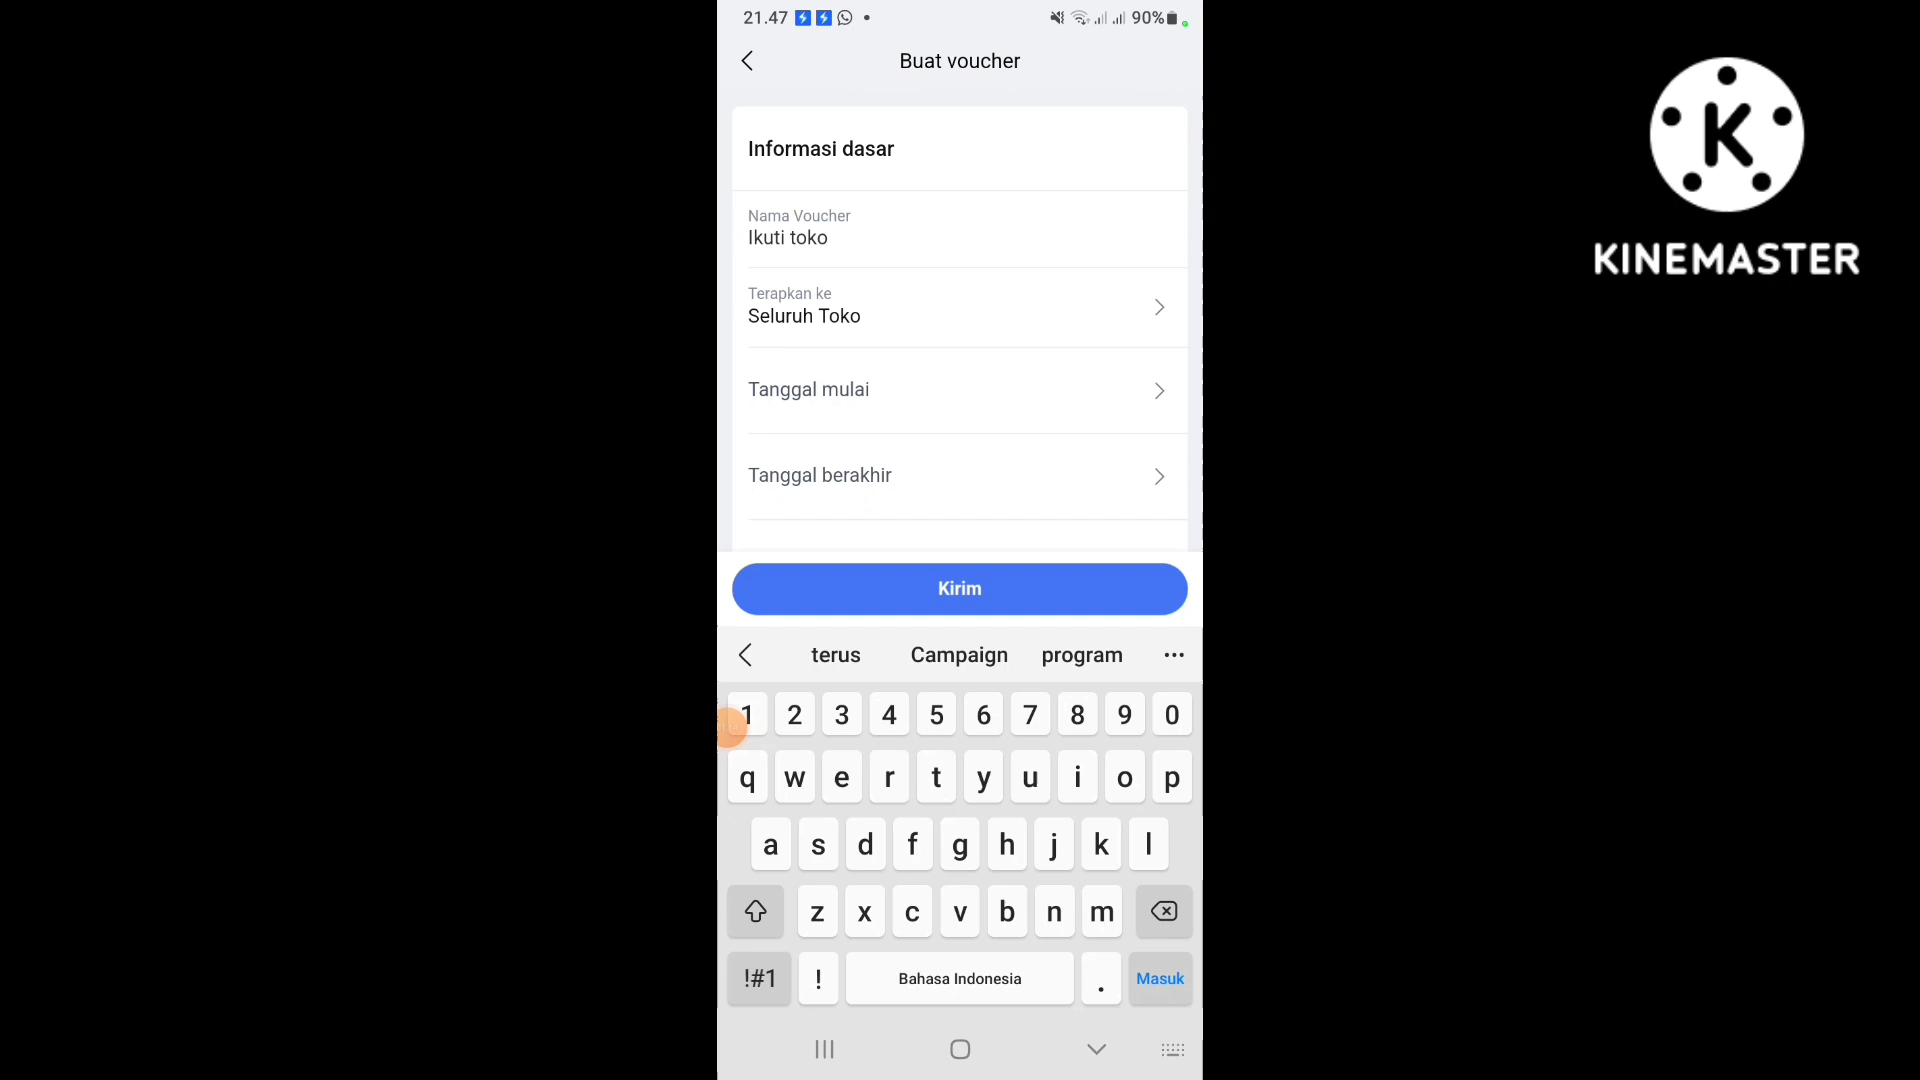 21.47
90%
Buat voucher
Informasi dasar
Nama Voucher
Ikuti toko
Terapkan ke
Seluruh Toko
Tanggal mulai
Tanggal berakhir
Kirim
terus Campaign program
1 2 3 4 5 6 7 8 9 0
q w e r t y u i o p
a s d f g h j k l
z x c v b n m
!#1 ! Bahasa Indonesia . Masuk
K
KINEMASTER